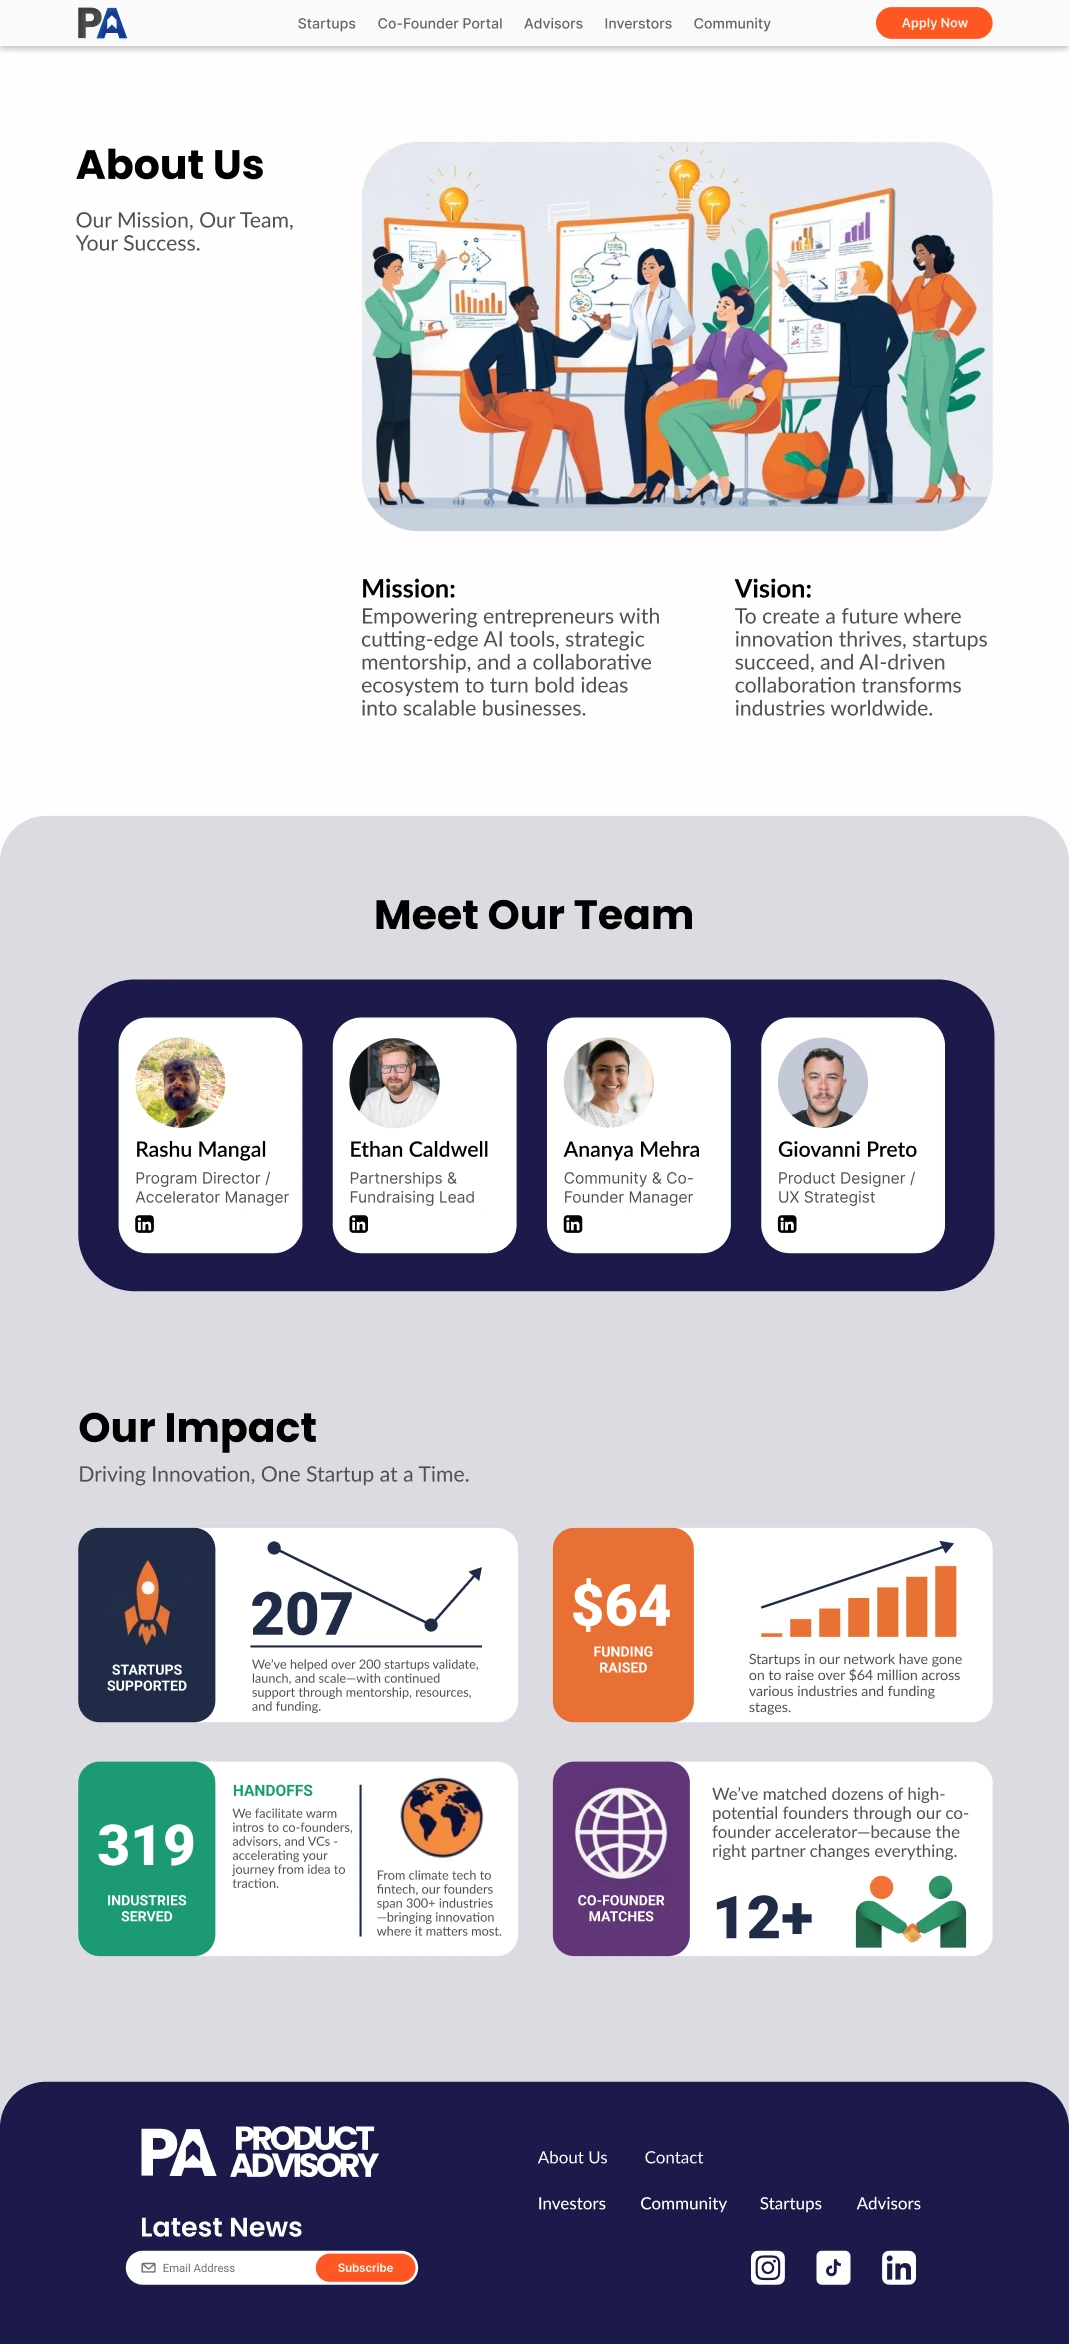 PA
Startups Co-Founder Portal Advisors Inverstors Community
Apply Now
About Us
Our Mission, Our Team,
Your Success.
Mission:
Empowering entrepreneurs with
cutting-edge AI tools, strategic
mentorship, and a collaborative
ecosystem to turn bold ideas
into scalable businesses.
Vision:
To create a future where
innovation thrives, startups
succeed, and AI-driven
collaboration transforms
industries worldwide.
Meet Our Team
Rashu Mangal
Program Director /
Accelerator Manager
in
Ethan Caldwell
Partnerships &
Fundraising Lead
in
Ananya Mehra
Community & Co-
Founder Manager
in
Giovanni Preto
Product Designer /
UX Strategist
in
Our Impact
Driving Innovation, One Startup at a Time.
STARTUPS
SUPPORTED
207
We've helped over 200 startups validate,
launch, and scale—with continued
support through mentorship, resources,
and funding.
$64
FUNDING
RAISED
Startups in our network have gone
on to raise over $64 million across
various industries and funding
stages.
319
INDUSTRIES
SERVED
HANDOFFS
We facilitate warm
intros to co-founders,
advisors, and VCs -
accelerating your
journey from idea to
traction.
From climate tech to
fintech, our founders
span 300+ industries
—bringing innovation
where it matters most.
CO-FOUNDER
MATCHES
We've matched dozens of high-
potential founders through our co-
founder accelerator—because the
right partner changes everything.
12+
PA PRODUCT
ADVISORY
Latest News
Email Address
Subscribe
About Us Contact
Investors Community Startups Advisors
in